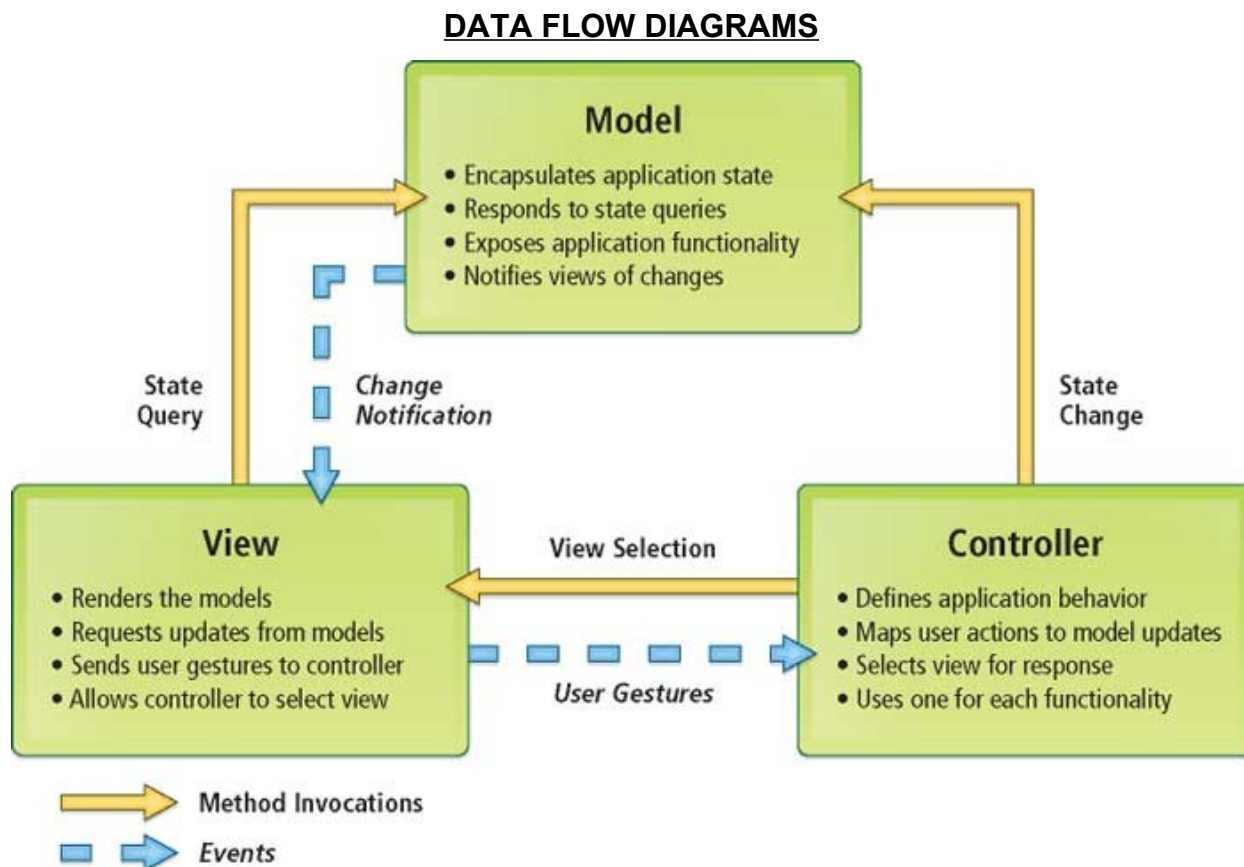 DATA FLOW DIAGRAMS
Model
• Encapsulates application state
• Responds to state queries
• Exposes application functionality
• Notifies views of changes
State
Query
Change
Notification
State
Change
View
• Renders the models
• Requests updates from models
• Sends user gestures to controller
• Allows controller to select view
View Selection
User Gestures
Controller
• Defines application behavior
• Maps user actions to model updates
• Selects view for response
• Uses one for each functionality
Method Invocations
Events